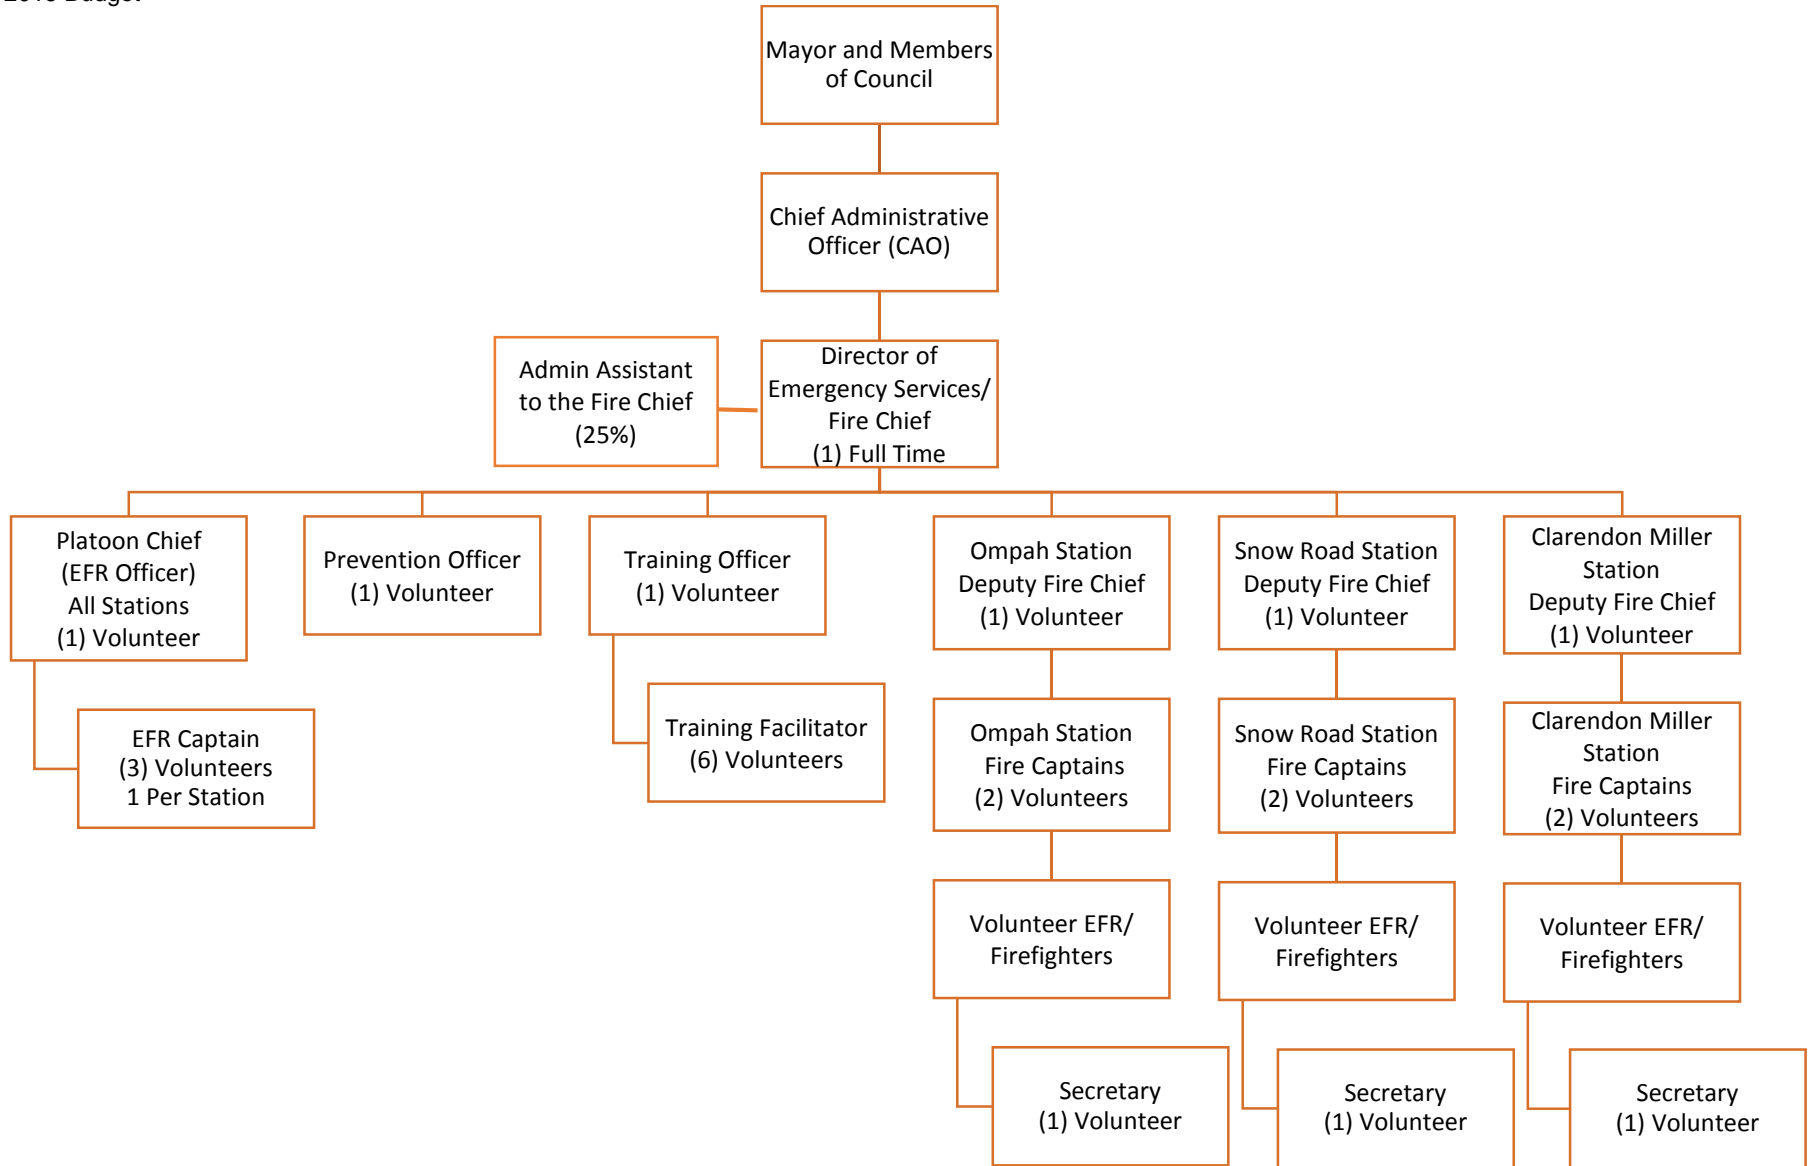 Mayor and Members
of Council
Chief Administrative
Officer (CAO)
Admin Assistant
to the Fire Chief
(25%)
Director of
Emergency Services/
Fire Chief
(1) Full Time
Platoon Chief
(EFR Officer)
All Stations
(1) Volunteer
Prevention Officer
(1) Volunteer
Training Officer
(1) Volunteer
Ompah Station
Deputy Fire Chief
(1) Volunteer
Snow Road Station
Deputy Fire Chief
(1) Volunteer
Clarendon Miller
Station
Deputy Fire Chief
(1) Volunteer
EFR Captain
(3) Volunteers
1 Per Station
Training Facilitator
(6) Volunteers
Ompah Station
Fire Captains
(2) Volunteers
Snow Road Station
Fire Captains
(2) Volunteers
Clarendon Miller
Station
Fire Captains
(2) Volunteers
Volunteer EFR/
Firefighters
Volunteer EFR/
Firefighters
Volunteer EFR/
Firefighters
Secretary
(1) Volunteer
Secretary
(1) Volunteer
Secretary
(1) Volunteer